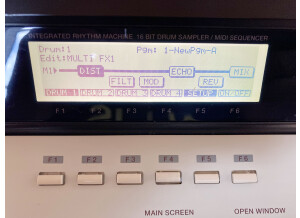 INTEGRATED RHYTHM MACHINE 16 BIT DRUM SAMPLER / MIDI SEQUENCER
Drum:1 Pgm: 1-NewPgm-A
Edit:MULTI FX1
DIST ECHO MIX
FILT MOD REV
DRUM 1 DRUM 2 DRUM 3 DRUM 4 SETUP ON/OFF
F1 F2 F3 F4 F5 F6
F1 F2 F3 F4 F5 F6
MAIN SCREEN OPEN WINDOW